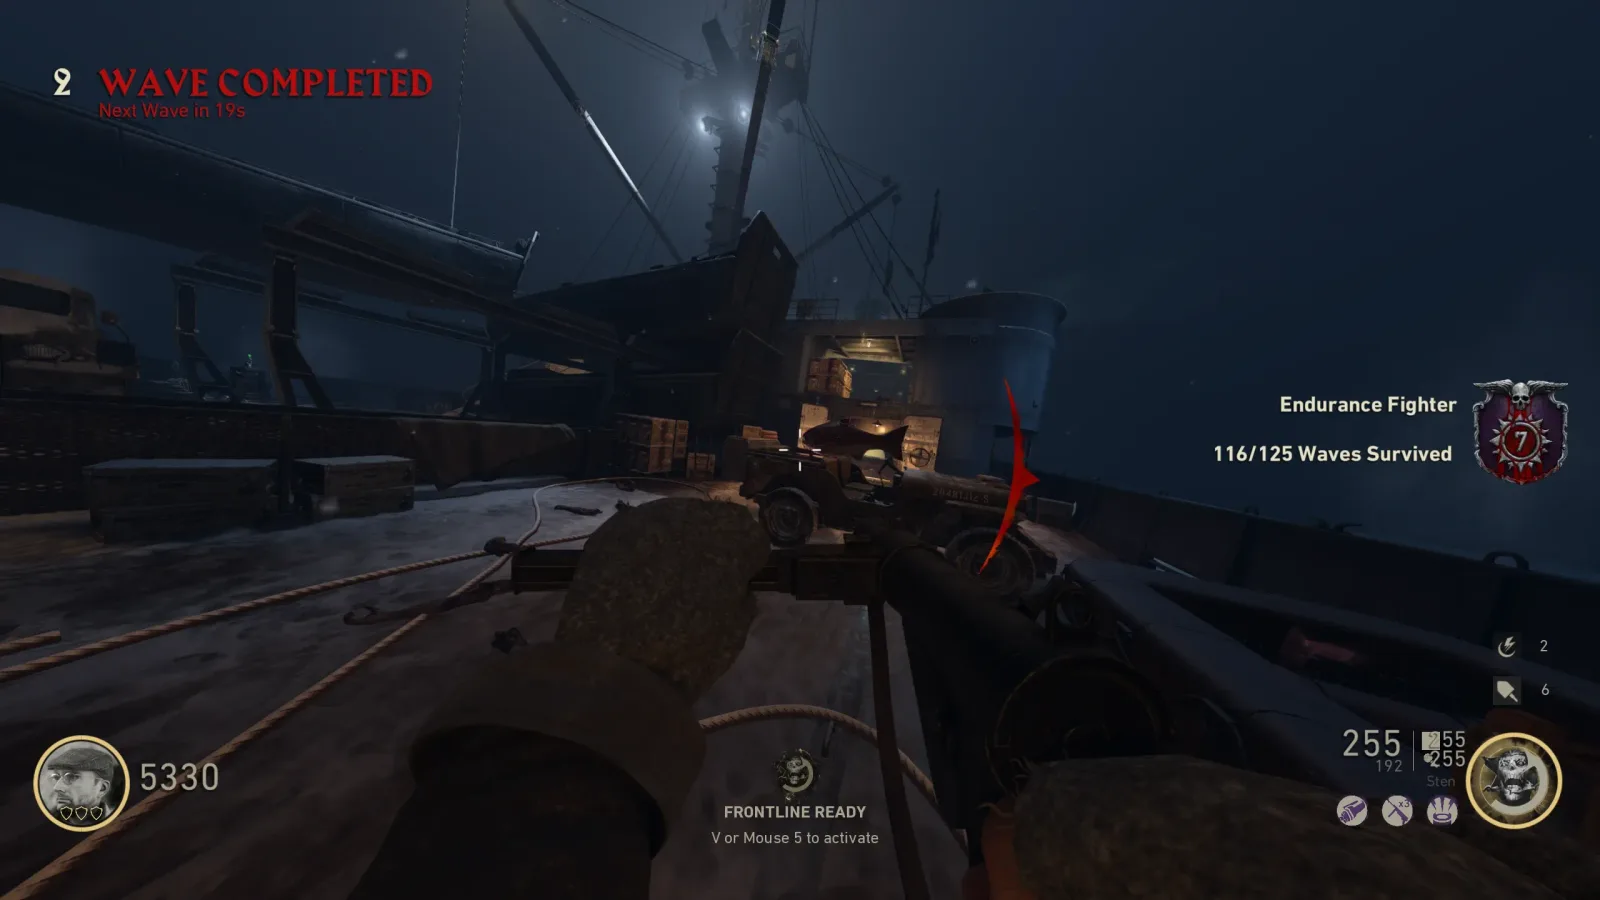 2 WAVE COMPLETED
Next Wave in 19s
Endurance Fighter
116/125 Waves Survived
7
2
6
255
192
255
255
Sten
x3
5330
FRONTLINE READY
V or Mouse 5 to activate